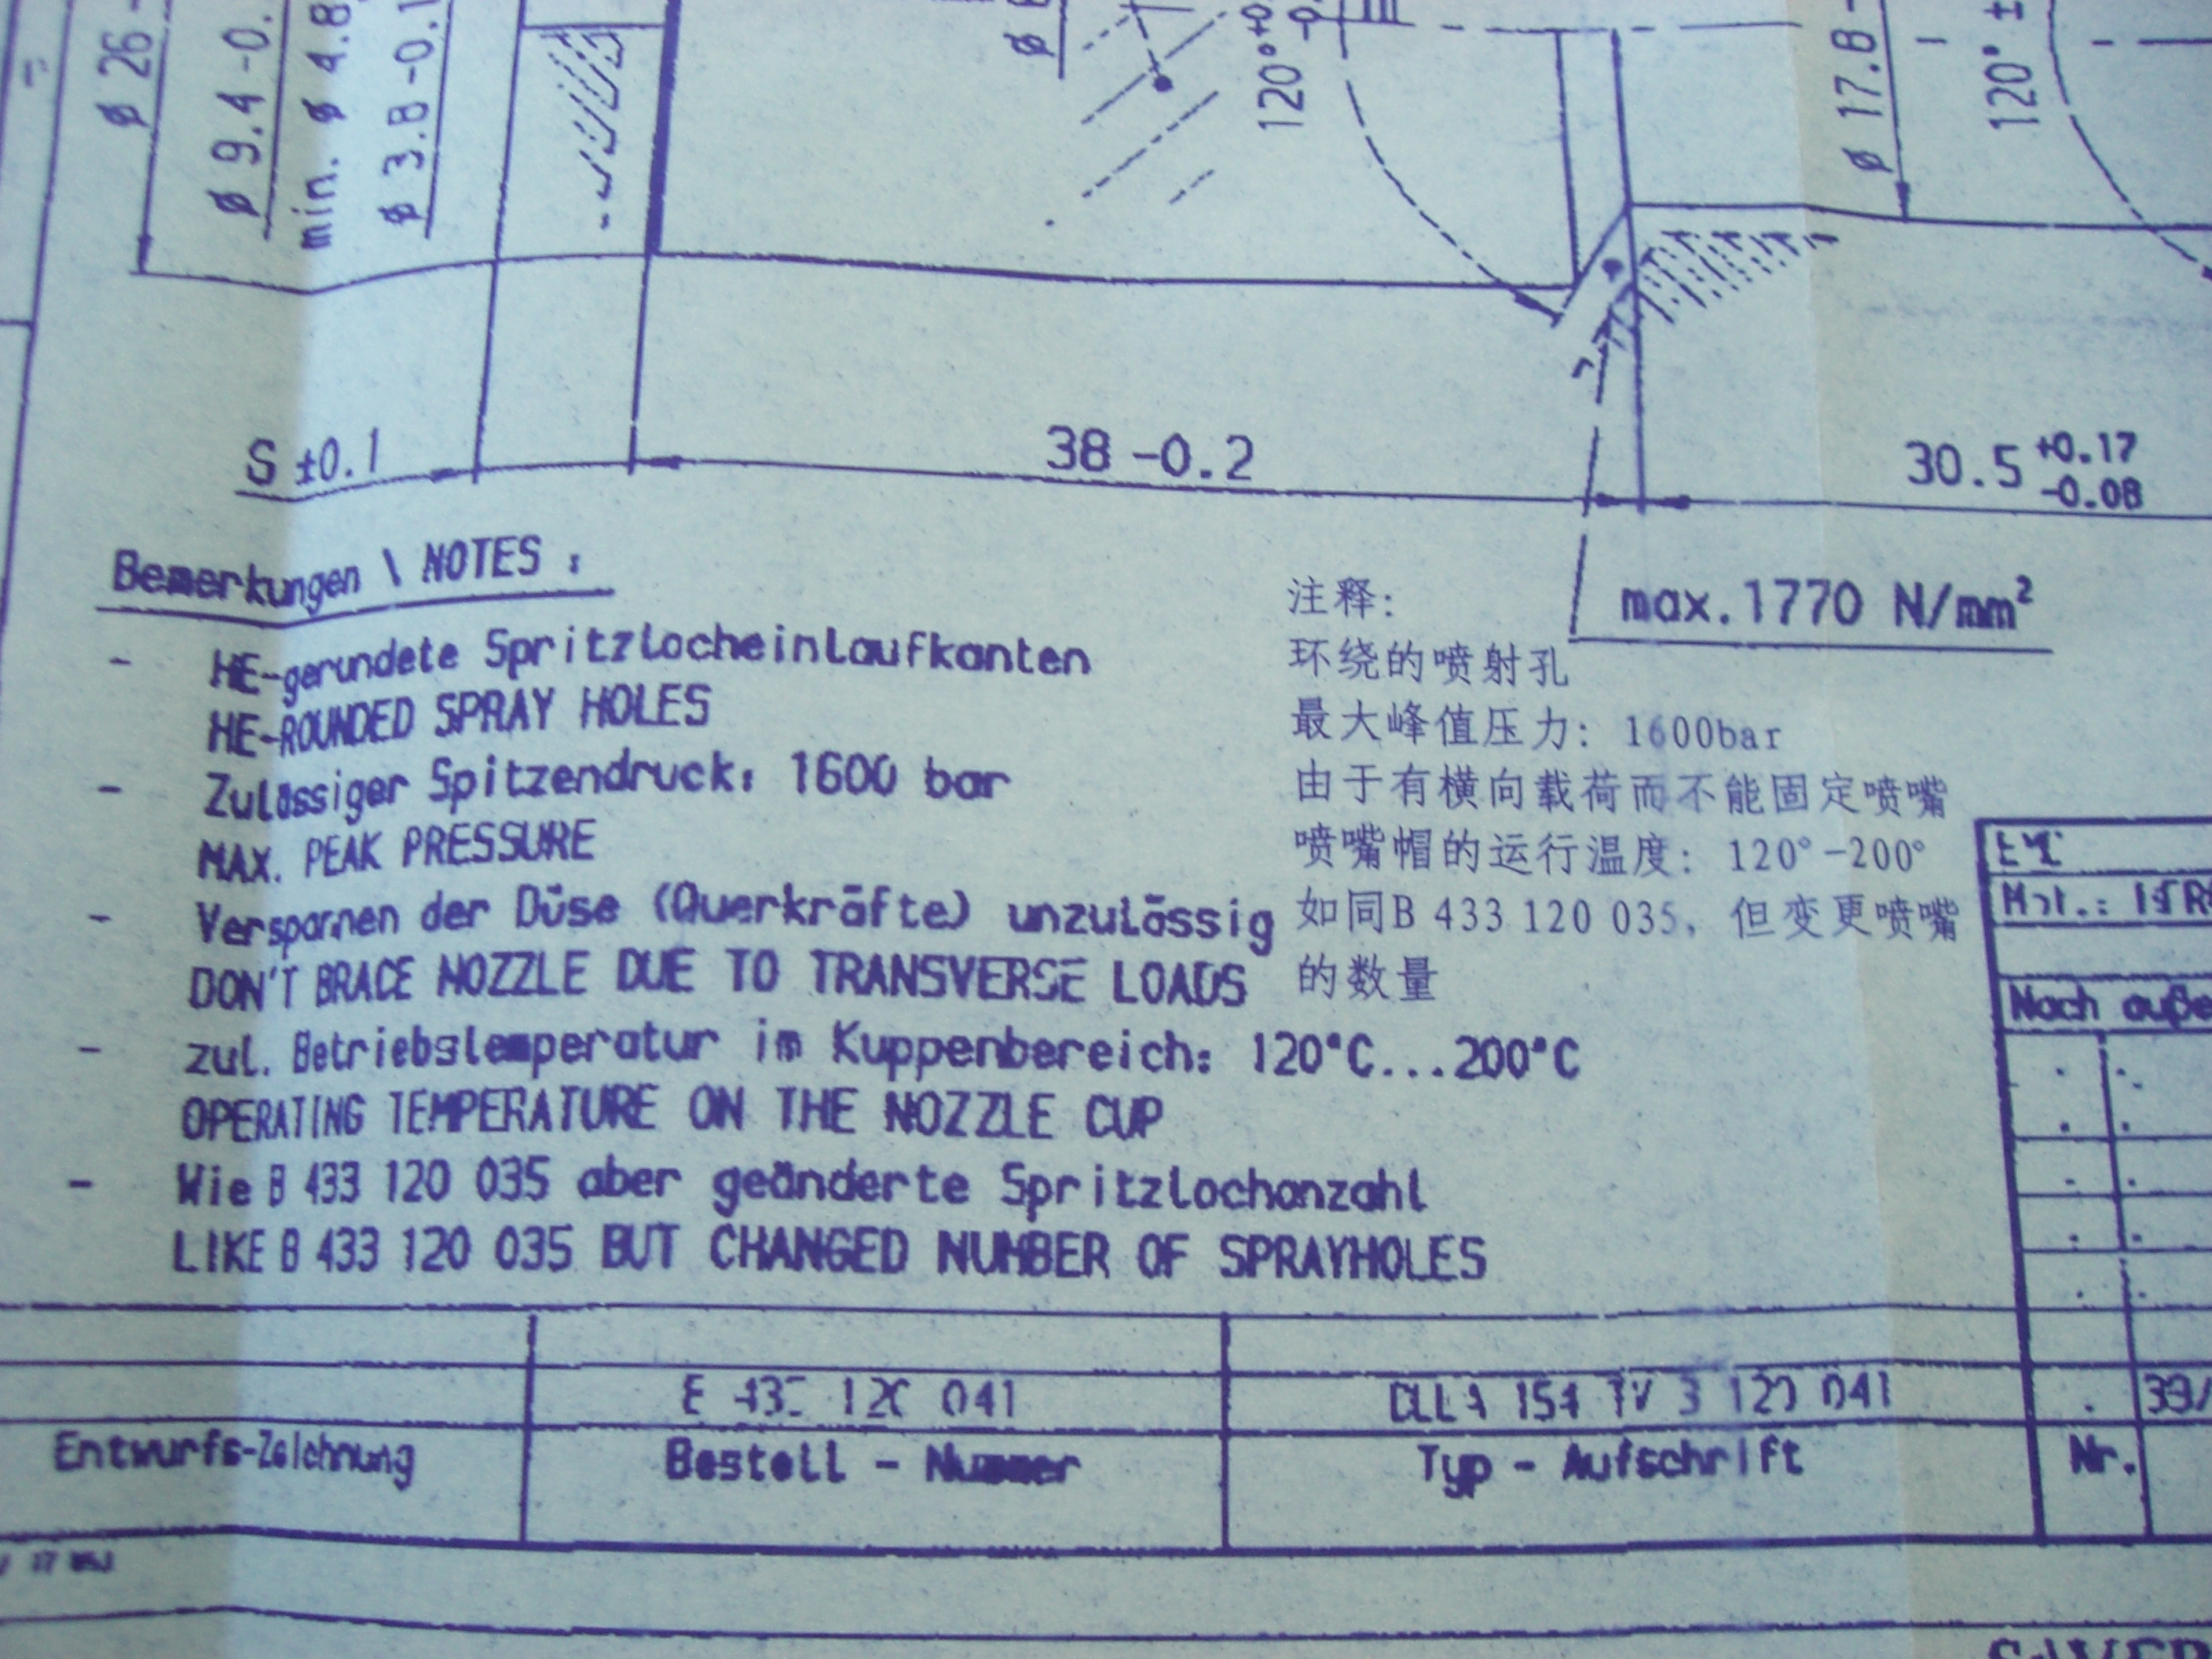 ø 26
ø 9.4 -0.
min. ø 4.8
ø 3.8 -0.1
120°
ø 17.8 -
120° ±
S ±0.1
38 -0.2
30.5 +0.17 -0.08
max. 1770 N/mm²
Bemerkungen \ NOTES :
- HE-gerundete Spritzlocheinlaufkanten
HE-ROUNDED SPRAY HOLES
- Zulässiger Spitzendruck: 1600 bar
MAX. PEAK PRESSURE
- Verspannen der Düse (Querkräfte) unzulässig
DON'T BRACE NOZZLE DUE TO TRANSVERSE LOADS
- zul. Betriebstemperatur im Kuppenbereich: 120°C...200°C
OPERATING TEMPERATURE ON THE NOZZLE CUP
- Wie B 433 120 035 aber geänderte Spritzlochanzahl
LIKE B 433 120 035 BUT CHANGED NUMBER OF SPRAYHOLES
注释:
环绕的喷射孔
最大峰值压力: 1600bar
由于有横向载荷而不能固定喷嘴
喷嘴帽的运行温度: 120°-200°
如同B 433 120 035, 但变更喷嘴
的数量
Nach auße
041
041
39/
Entwurfs-Zeichnung
Bestell - Nummer
Typ - Aufschrift
Nr.